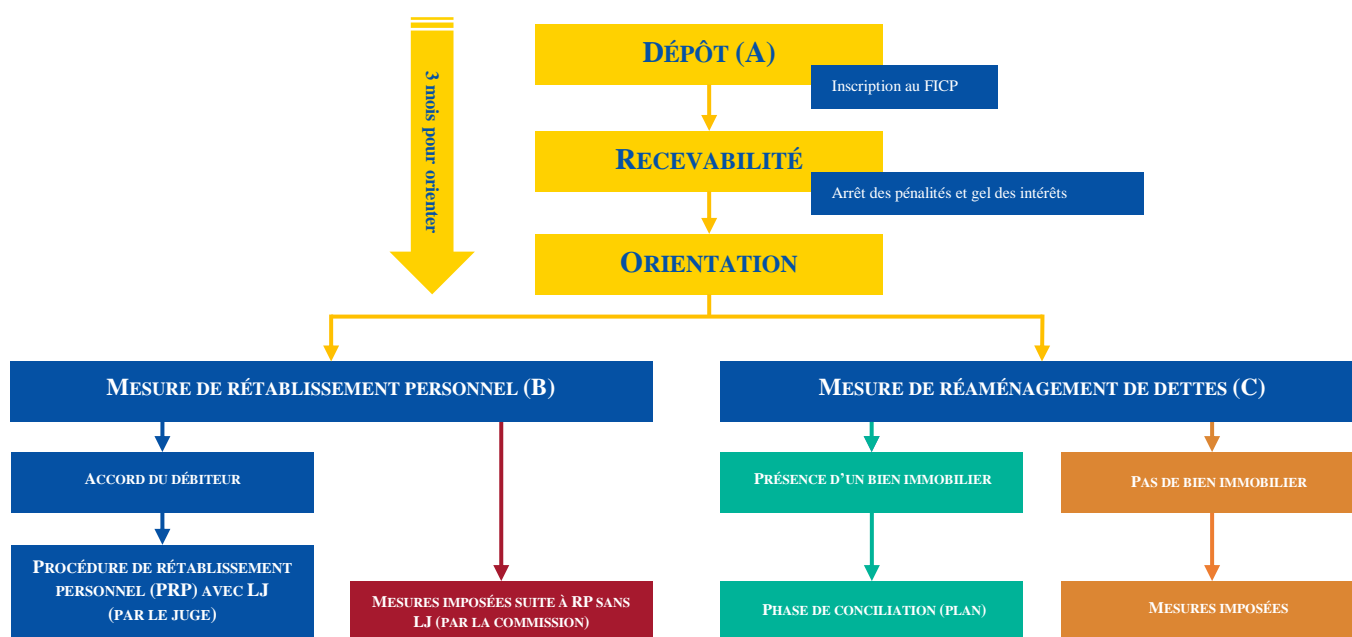 DÉPÔT (A)
Inscription au FICP
3 mois pour orienter
RECEVABILITÉ
Arrêt des pénalités et gel des intérêts
ORIENTATION
MESURE DE RÉTABLISSEMENT PERSONNEL (B)
MESURE DE RÉAMÉNAGEMENT DE DETTES (C)
ACCORD DU DÉBITEUR
PRÉSENCE D'UN BIEN IMMOBILIER
PAS DE BIEN IMMOBILIER
PROCÉDURE DE RÉTABLISSEMENT
PERSONNEL (PRP) AVEC LJ
(PAR LE JUGE)
MESURES IMPOSÉES SUITE À RP SANS
LJ (PAR LA COMMISSION)
PHASE DE CONCILIATION (PLAN)
MESURES IMPOSÉES